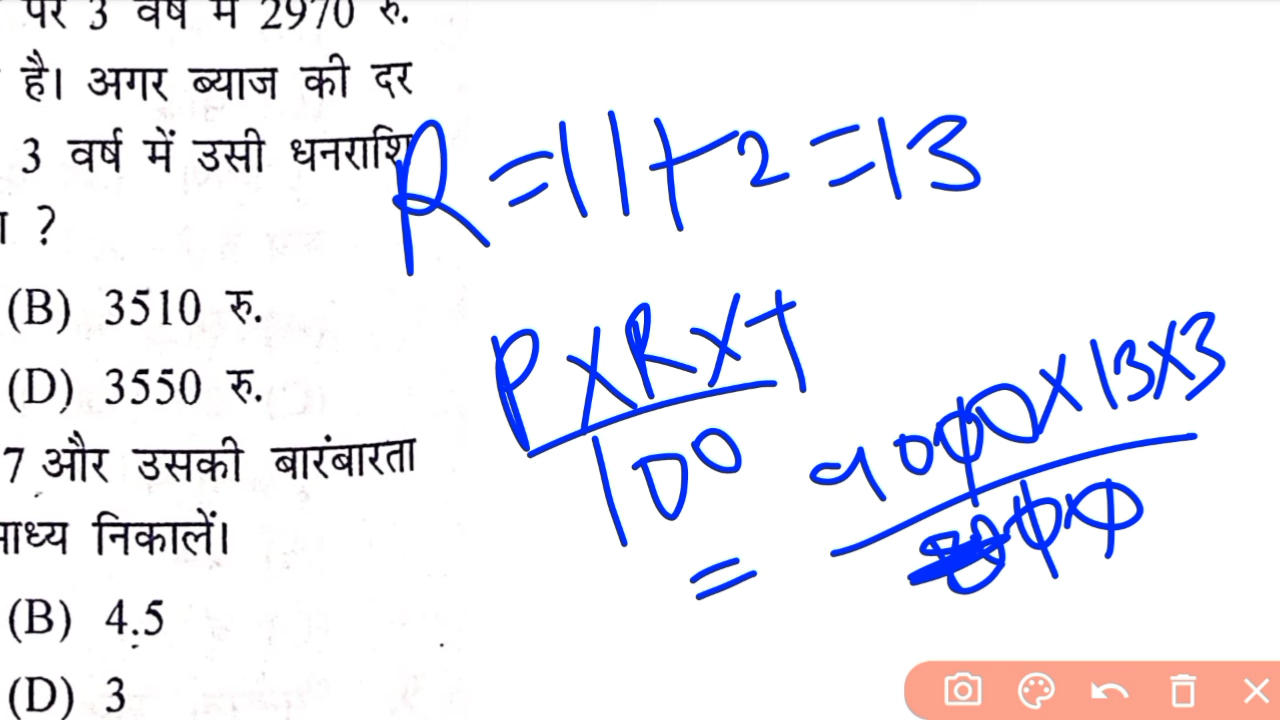 पर 3 वर्ष में 2970 रु.
है। अगर ब्याज की दर
3 वर्ष में उसी धनराशि
?
(B) 3510 रु.
(D) 3550 रु.
7 और उसकी बारंबारता
माध्य निकालें।
(B) 4.5
(D) 3
R = 11 + 2 = 13
P X R X T
100
= 9000 X 13 X 3
00